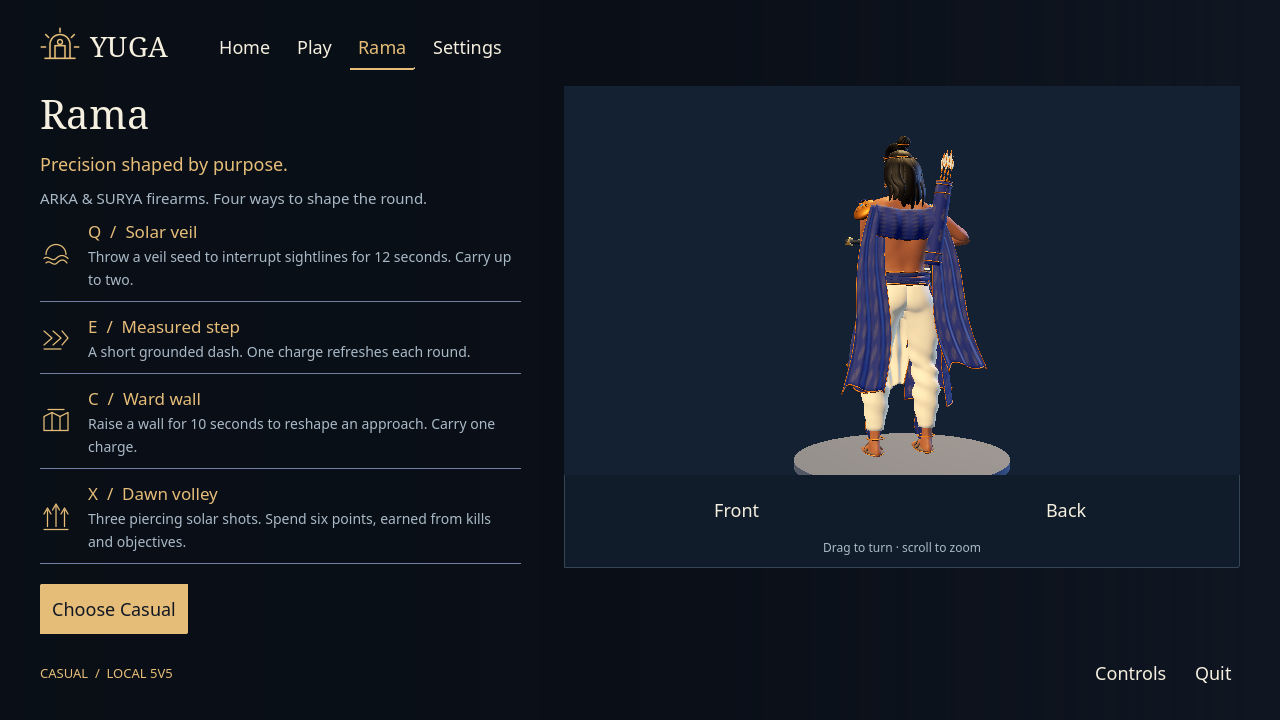 YUGA
Home
Play
Rama
Settings
Rama
Precision shaped by purpose.
ARKA & SURYA firearms. Four ways to shape the round.
Q / Solar veil
Throw a veil seed to interrupt sightlines for 12 seconds. Carry up
to two.
E / Measured step
A short grounded dash. One charge refreshes each round.
C / Ward wall
Raise a wall for 10 seconds to reshape an approach. Carry one
charge.
X / Dawn volley
Three piercing solar shots. Spend six points, earned from kills
and objectives.
Choose Casual
Front
Back
Drag to turn · scroll to zoom
CASUAL / LOCAL 5V5
Controls
Quit